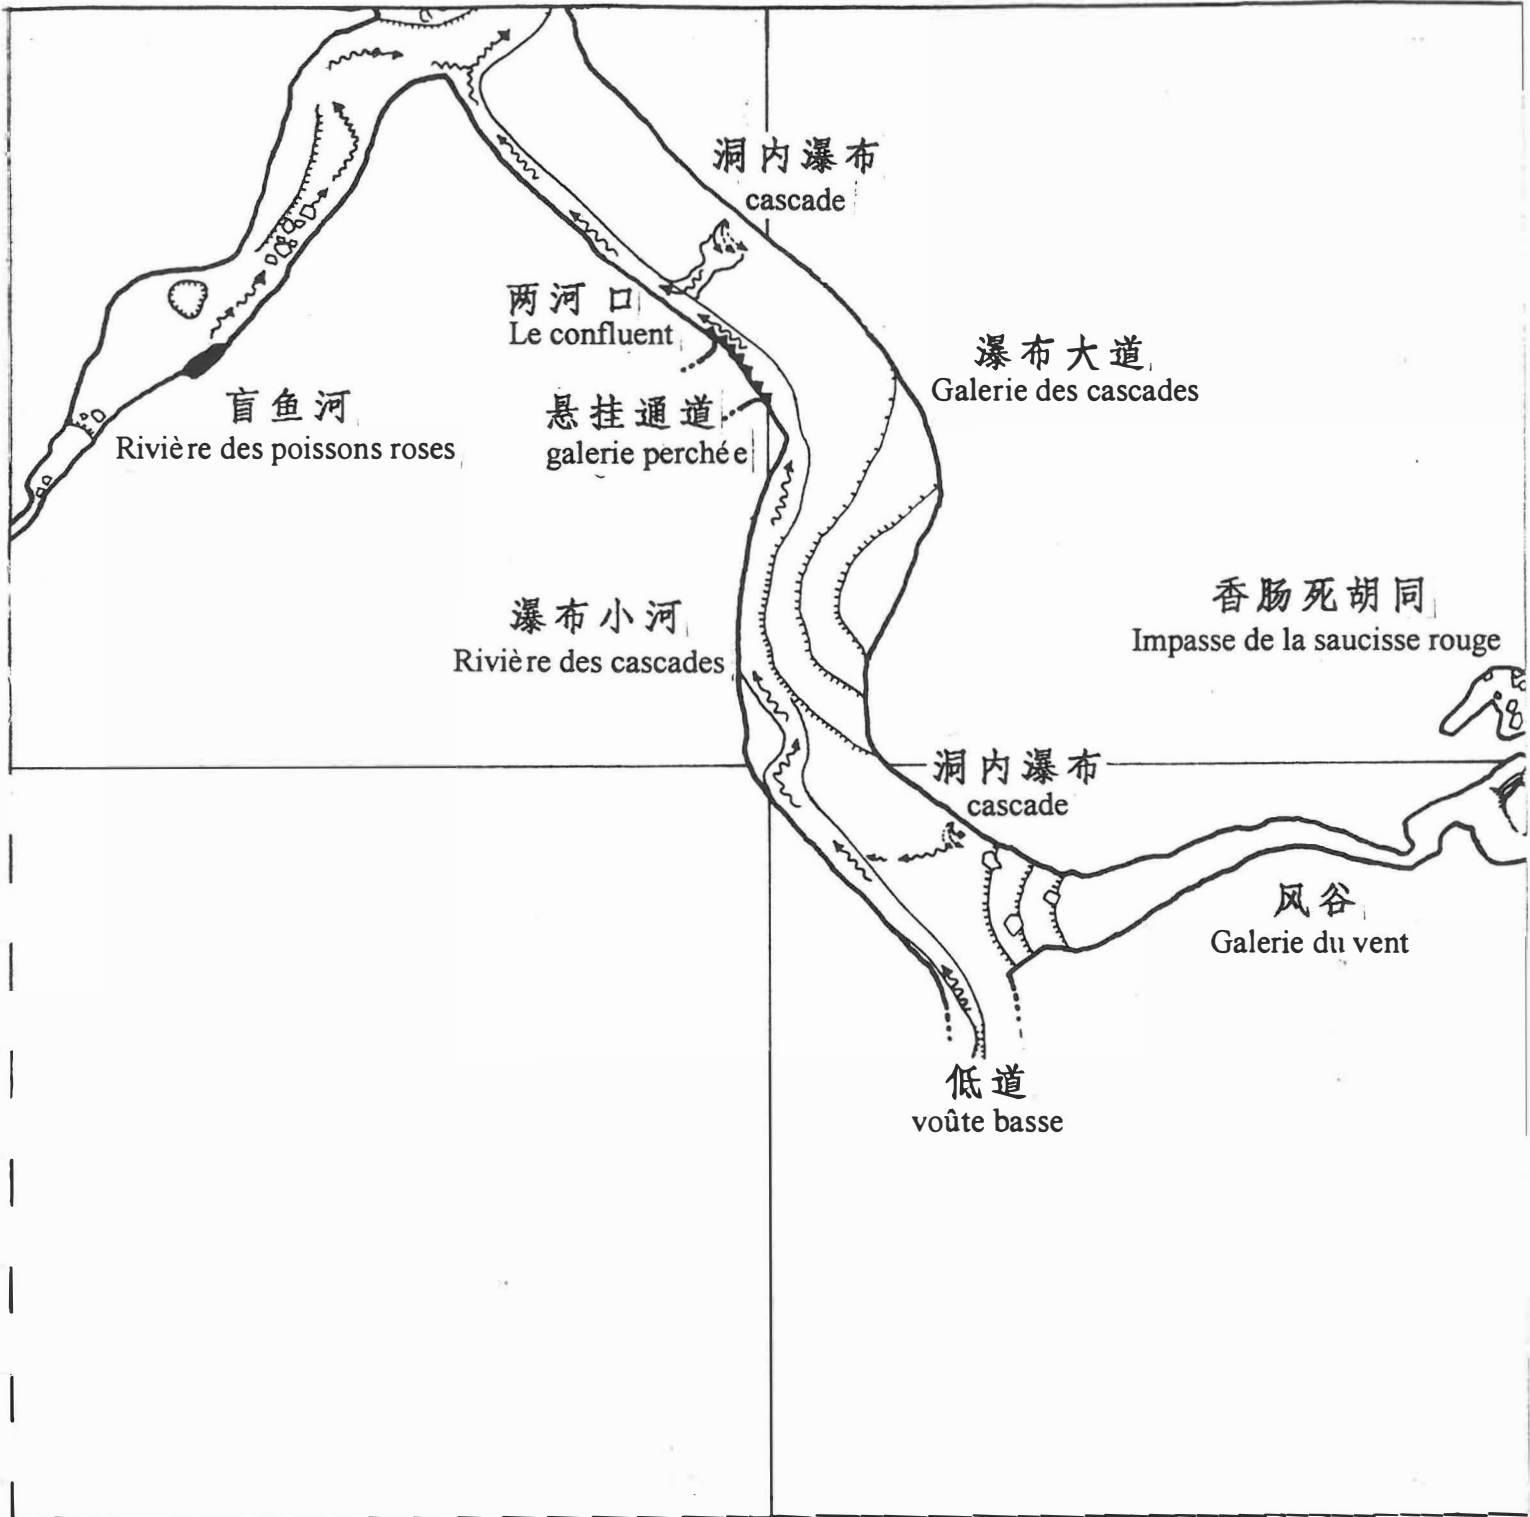 洞内瀑布
cascade
两河口
Le confluent
瀑布大道
Galerie des cascades
盲鱼河
Rivière des poissons roses
悬挂通道
galerie perchée
瀑布小河
Rivière des cascades
香肠死胡同
Impasse de la saucisse rouge
洞内瀑布
cascade
风谷
Galerie du vent
低道
voûte basse